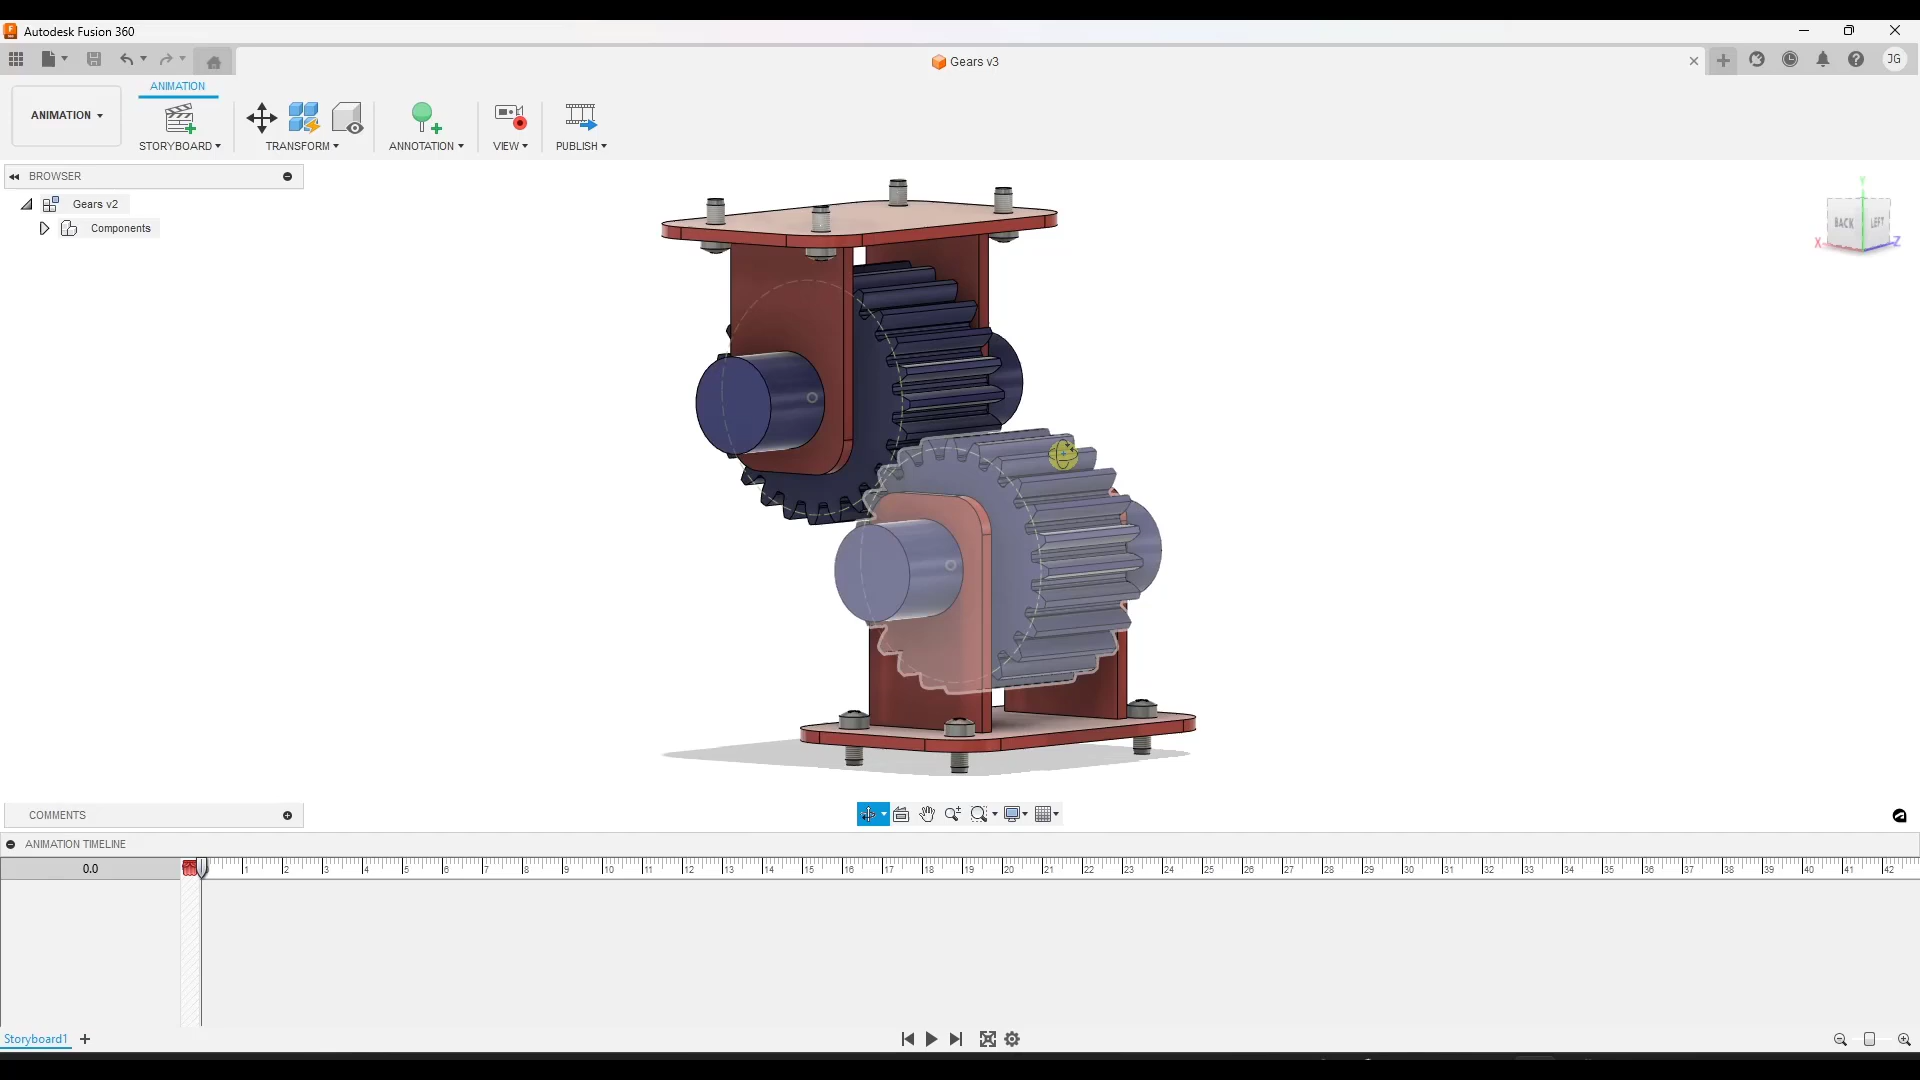 Autodesk Fusion 360
Gears v3
JG
ANIMATION
ANIMATION
STORYBOARD
TRANSFORM
ANNOTATION
VIEW
PUBLISH
BROWSER
Gears v2
Components
Y
BACK
LEFT
X
Z
COMMENTS
ANIMATION TIMELINE
0.0
1 2 3 4 5 6 7 8 9 10 11 12 13 14 15 16 17 18 19 20 21 22 23 24 25 26 27 28 29 30 31 32 33 34 35 36 37 38 39 40 41 42
Storyboard1